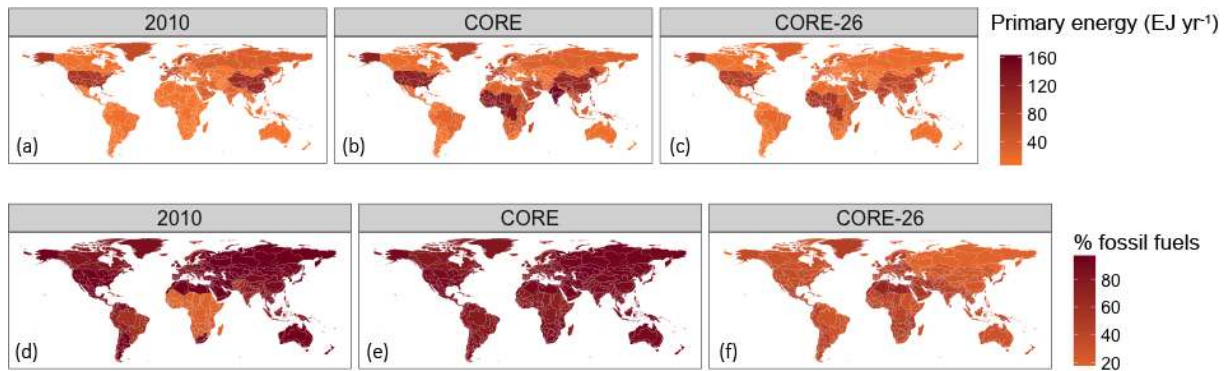 2010 CORE CORE-26
Primary energy (EJ yr⁻¹)
160
120
80
40
(a) (b) (c)
2010 CORE CORE-26
% fossil fuels
80
60
40
20
(d) (e) (f)